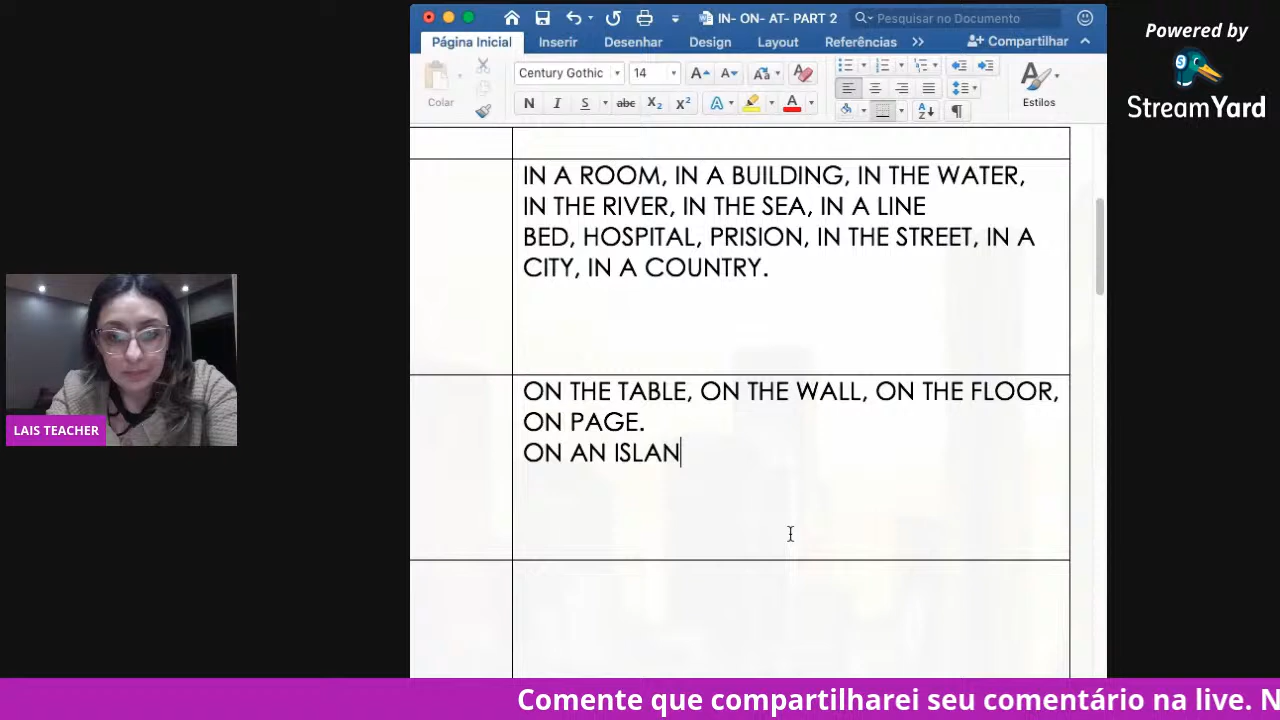 IN- ON- AT- PART 2
Pesquisar no Documento
Página Inicial
Inserir
Desenhar
Design
Layout
Referências
Compartilhar
Colar
Century Gothic
14
Estilos
IN A ROOM, IN A BUILDING, IN THE WATER,
IN THE RIVER, IN THE SEA, IN A LINE
BED, HOSPITAL, PRISION, IN THE STREET, IN A
CITY, IN A COUNTRY.
ON THE TABLE, ON THE WALL, ON THE FLOOR,
ON PAGE.
ON AN ISLAN
LAIS TEACHER
Powered by
StreamYard
Comente que compartilharei seu comentário na live. N